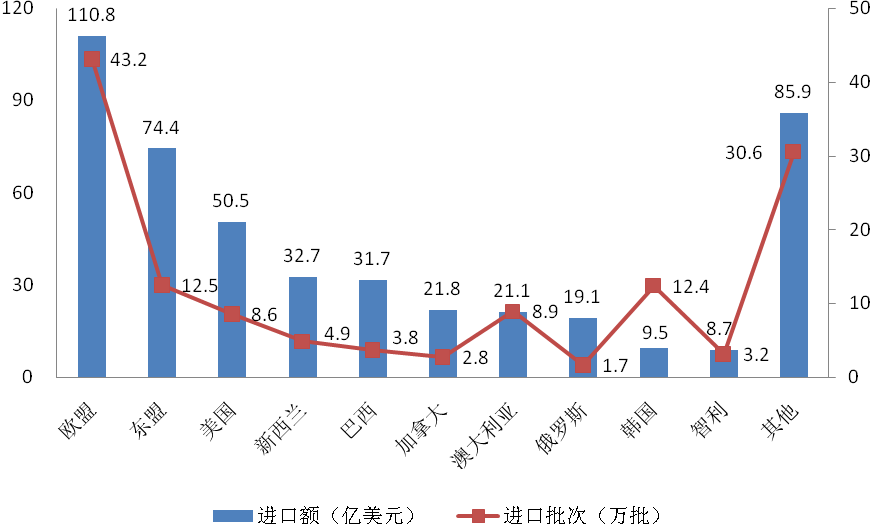 120
90
60
30
0
50
40
30
20
10
0
110.8
74.4
50.5
32.7
31.7
21.8
21.1
19.1
9.5
8.7
85.9
43.2
12.5
8.6
4.9
3.8
2.8
8.9
1.7
12.4
3.2
30.6
欧盟
东盟
美国
新西兰
巴西
加拿大
澳大利亚
俄罗斯
韩国
智利
其他
进口额（亿美元）
进口批次（万批）